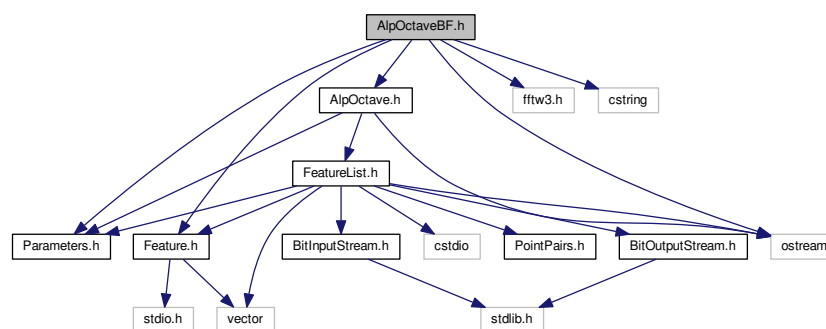 AlpOctaveBF.h
AlpOctave.h
fftw3.h
cstring
FeatureList.h
Parameters.h
Feature.h
BitInputStream.h
cstdio
PointPairs.h
BitOutputStream.h
ostream
stdio.h
vector
stdlib.h